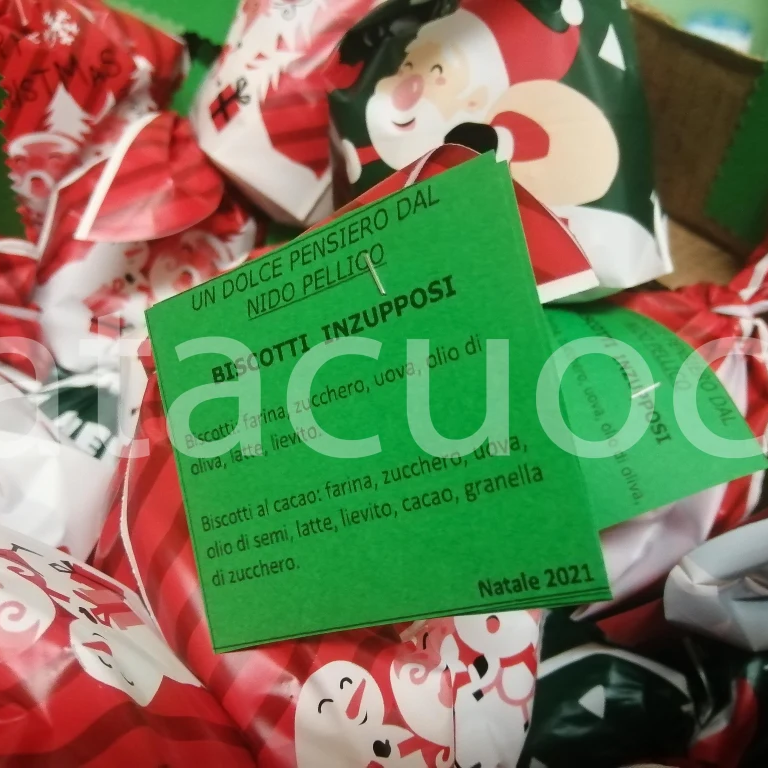 UN DOLCE PENSIERO DAL
NIDO PELLICO
BISCOTTI INZUPPOSI
Biscotti: farina, zucchero, uova, olio di
oliva, latte, lievito.
Biscotti al cacao: farina, zucchero, uova,
olio di semi, latte, lievito, cacao, granella
di zucchero.
Natale 2021
atacuoc